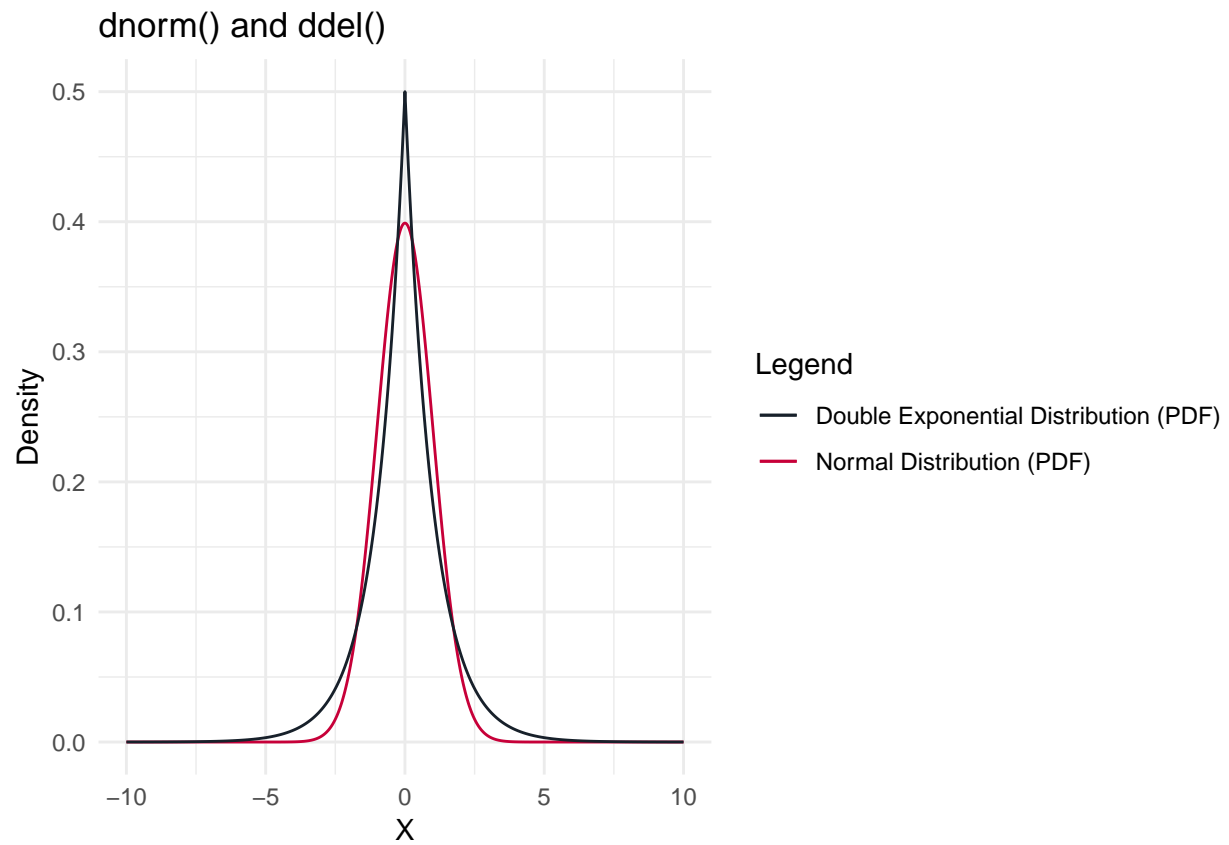 dnorm() and ddel()
0.5
0.4
0.3
0.2
0.1
0.0
Density
−10
−5
0
5
10
X
Legend
Double Exponential Distribution (PDF)
Normal Distribution (PDF)